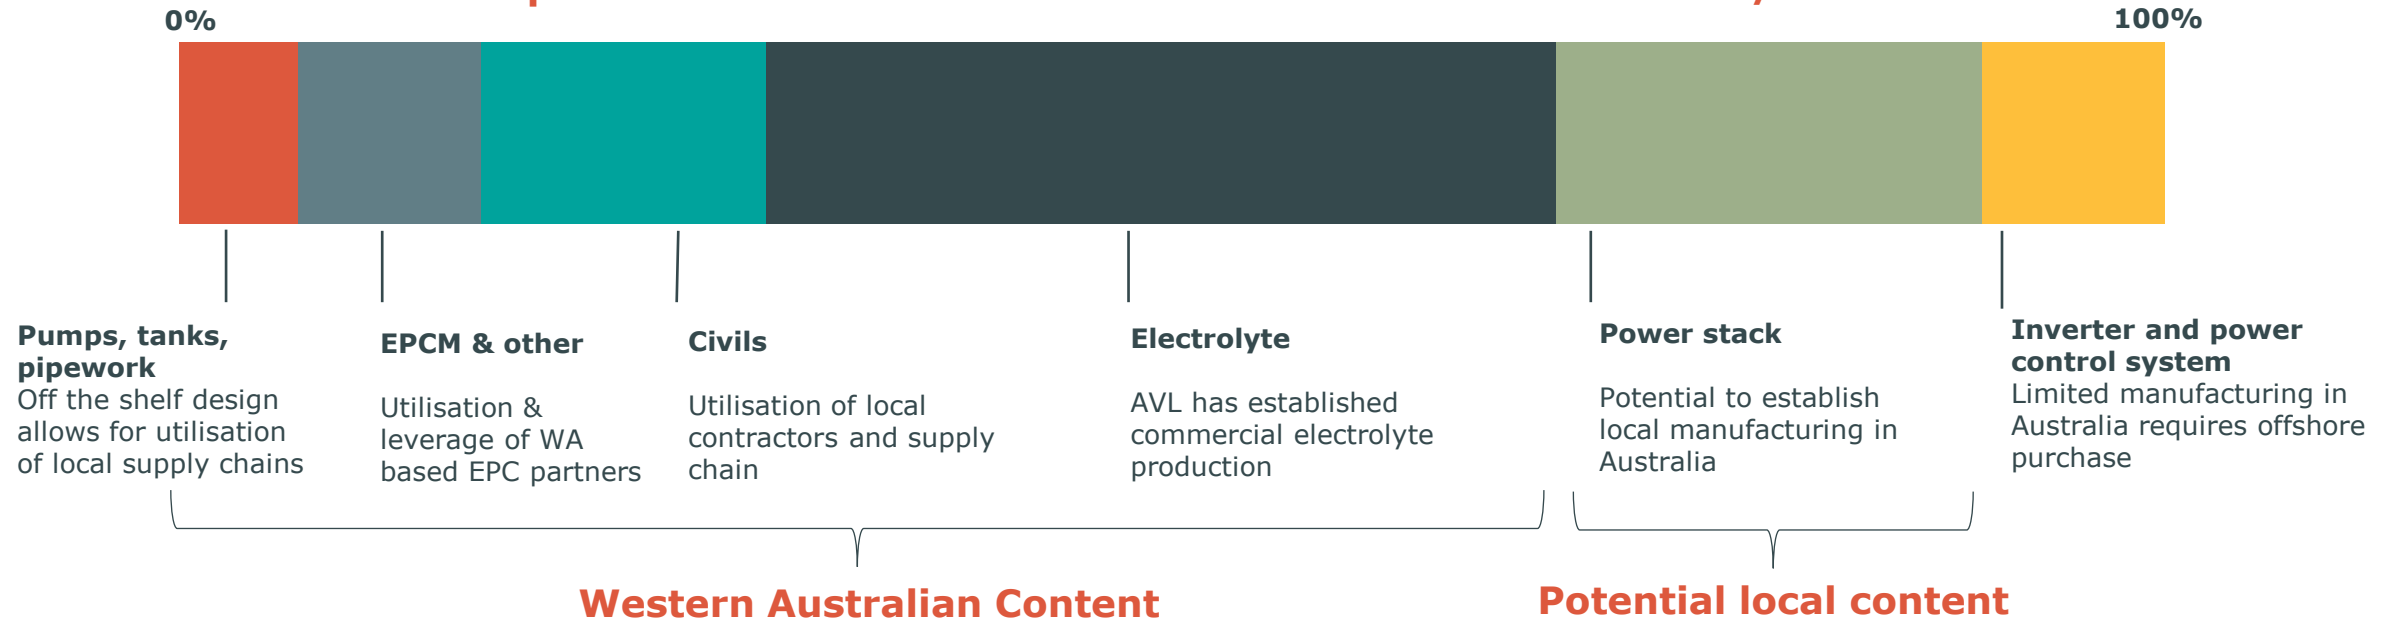 0%
100%
Pumps, tanks,
pipework
Off the shelf design
allows for utilisation
of local supply chains
EPCM & other
Utilisation &
leverage of WA
based EPC partners
Civils
Utilisation of local
contractors and supply
chain
Electrolyte
AVL has established
commercial electrolyte
production
Power stack
Potential to establish
local manufacturing in
Australia
Inverter and power
control system
Limited manufacturing in
Australia requires offshore
purchase
Western Australian Content
Potential local content